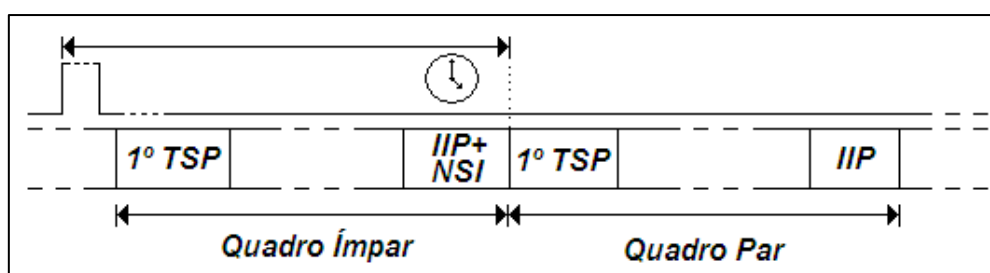 1º TSP
IIP+
NSI
1º TSP
IIP
Quadro Ímpar
Quadro Par